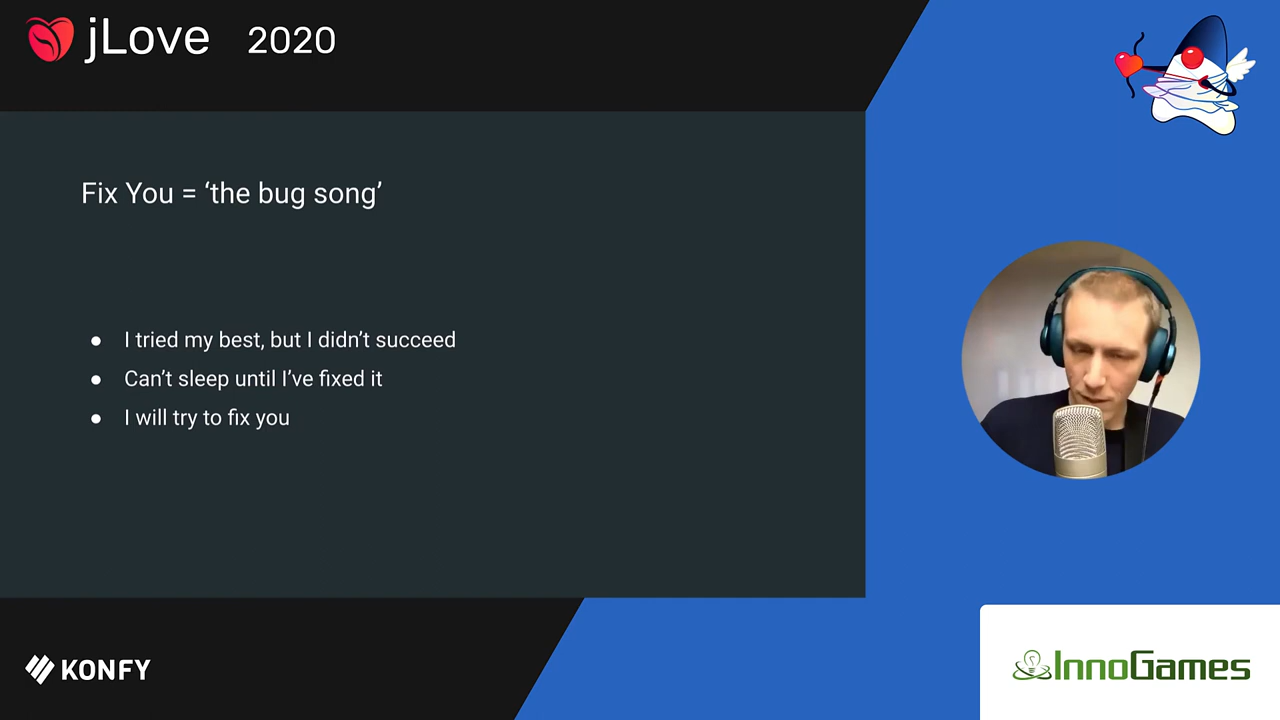 jLove 2020
Fix You = ‘the bug song’
● I tried my best, but I didn’t succeed
● Can’t sleep until I’ve fixed it
● I will try to fix you
KONFY
InnoGames